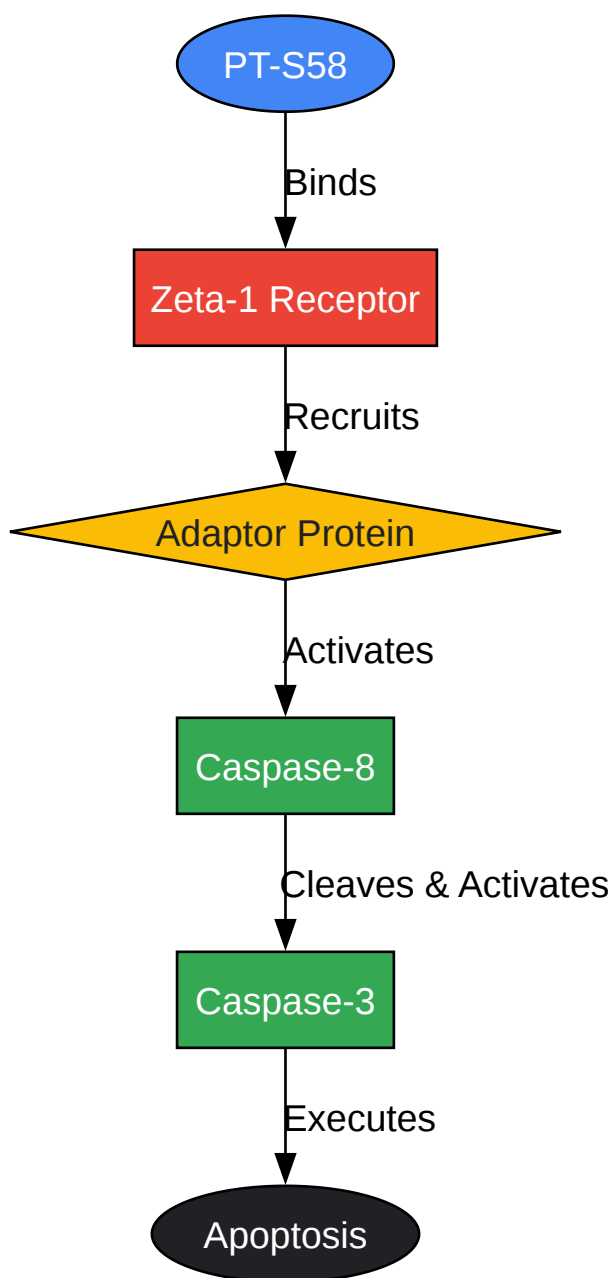 PT-S58
Binds
Zeta-1 Receptor
Recruits
Adaptor Protein
Activates
Caspase-8
Cleaves & Activates
Caspase-3
Executes
Apoptosis